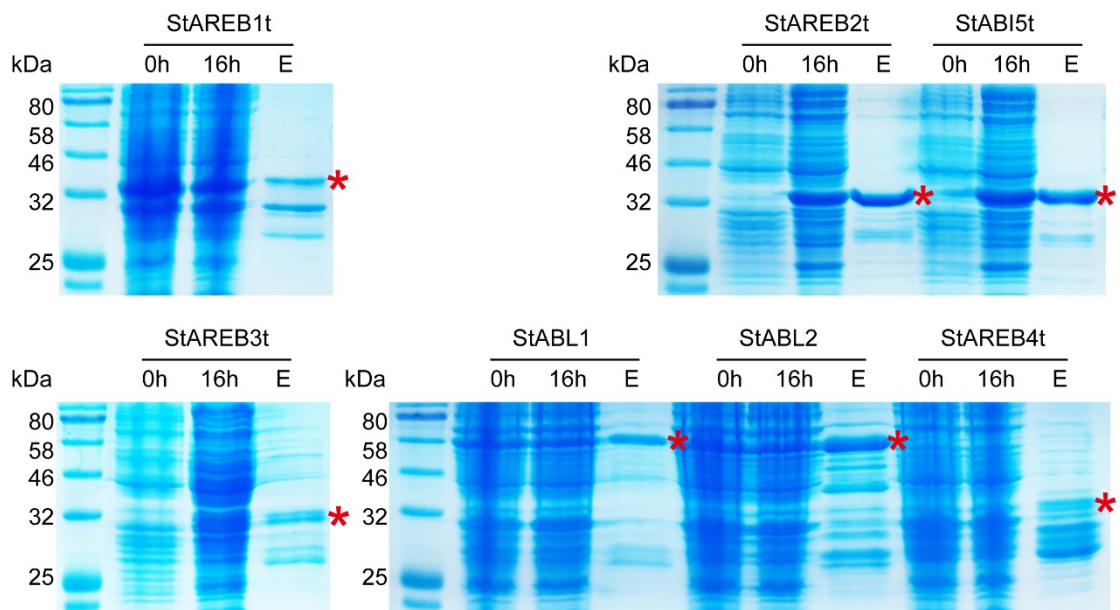 StAREB1t
kDa 0h 16h E
80
58
46
32
25
*
StAREB2t StABI5t
kDa 0h 16h E 0h 16h E
80
58
46
32
25
* *
StAREB3t
kDa 0h 16h E
80
58
46
32
25
*
StABL1 StABL2 StAREB4t
kDa 0h 16h E 0h 16h E 0h 16h E
80
58
46
32
25
* * *